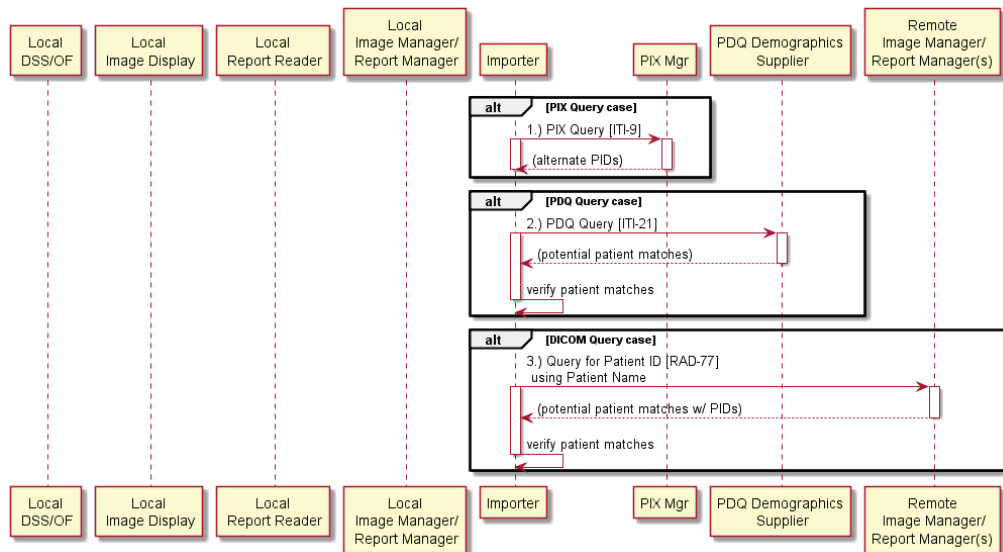 Local
DSS/OF
Local
Image Display
Local
Report Reader
Local
Image Manager/
Report Manager
Importer
PIX Mgr
PDQ Demographics
Supplier
Remote
Image Manager/
Report Manager(s)
alt [PIX Query case]
1.) PIX Query [ITI-9]
(alternate PIDs)
alt [PDQ Query case]
2.) PDQ Query [ITI-21]
(potential patient matches)
verify patient matches
alt [DICOM Query case]
3.) Query for Patient ID [RAD-77]
using Patient Name
(potential patient matches w/ PIDs)
verify patient matches
Local
DSS/OF
Local
Image Display
Local
Report Reader
Local
Image Manager/
Report Manager
Importer
PIX Mgr
PDQ Demographics
Supplier
Remote
Image Manager/
Report Manager(s)